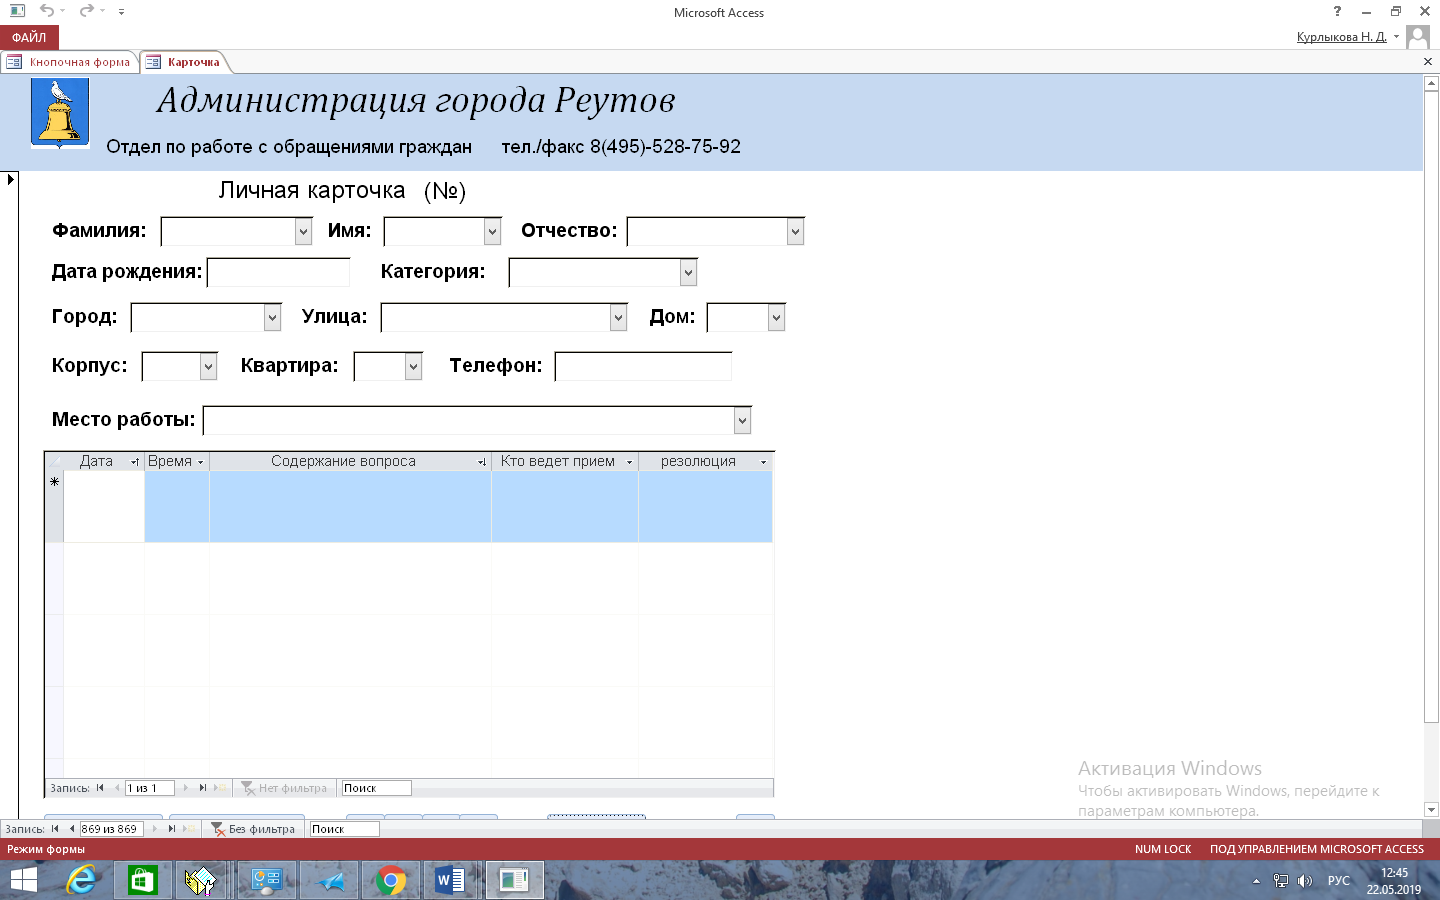 Microsoft Access
?
ФАЙЛ
Курлыкова Н. Д.
Кнопочная форма
Карточка
Администрация города Реутов
Отдел по работе с обращениями граждан тел./факс 8(495)-528-75-92
Личная карточка (№)
Фамилия: Имя: Отчество:
Дата рождения: Категория:
Город: Улица: Дом:
Корпус: Квартира: Телефон:
Место работы:
Дата Время Содержание вопроса Кто ведет прием резолюция
Запись: 1 из 1 Нет фильтра Поиск
Активация Windows
Чтобы активировать Windows, перейдите к
параметрам компьютера.
Запись: 869 из 869 Без фильтра Поиск
Режим формы
NUM LOCK ПОД УПРАВЛЕНИЕМ MICROSOFT ACCESS
РУС
12:45
22.05.2019